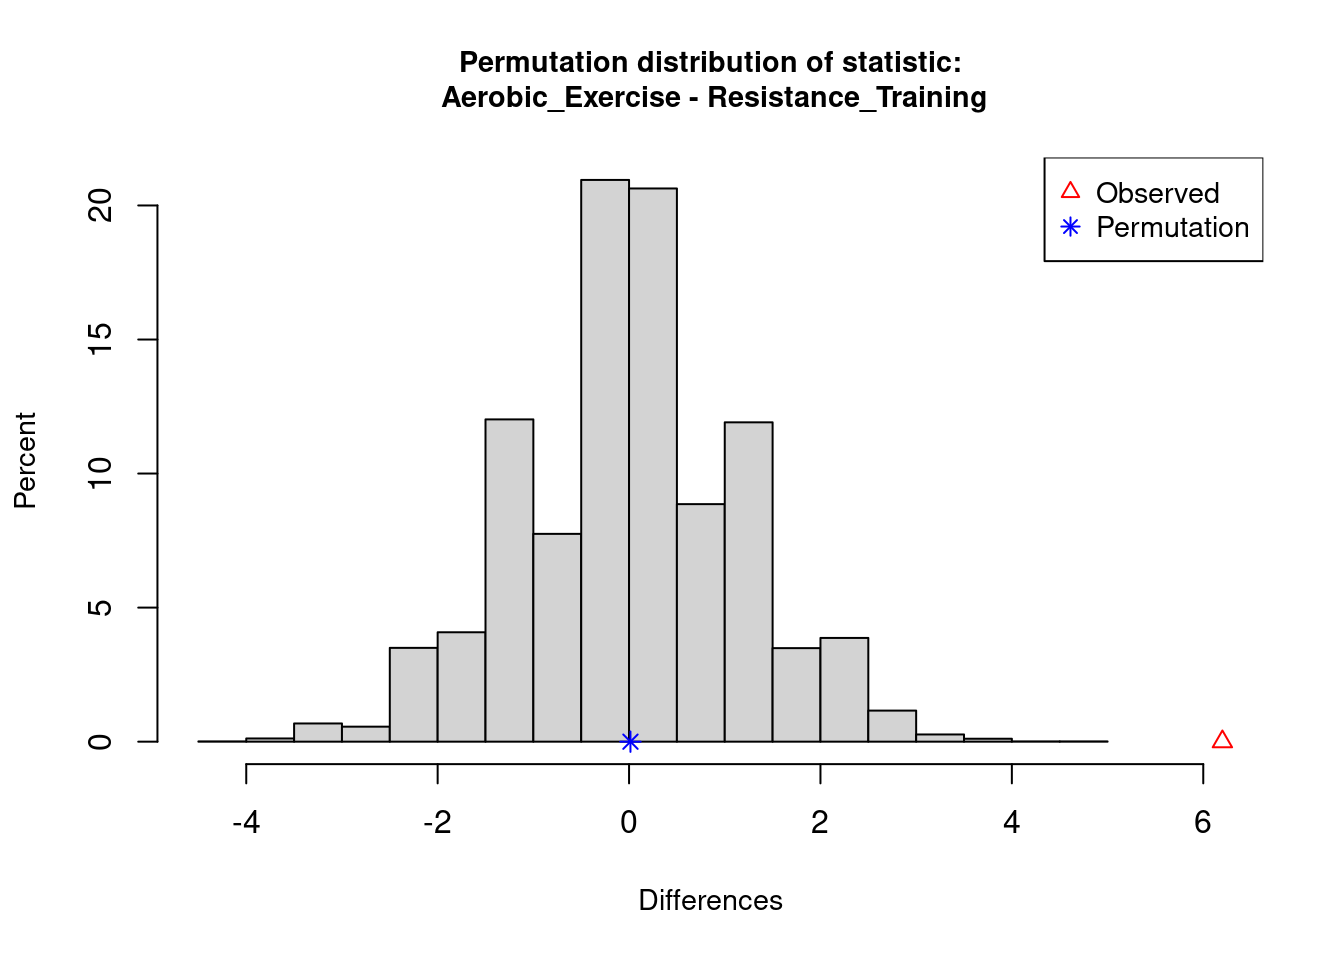 Permutation distribution of statistic:
Aerobic_Exercise - Resistance_Training
Observed
Permutation
Percent
20
15
10
5
0
-4 -2 0 2 4 6
Differences